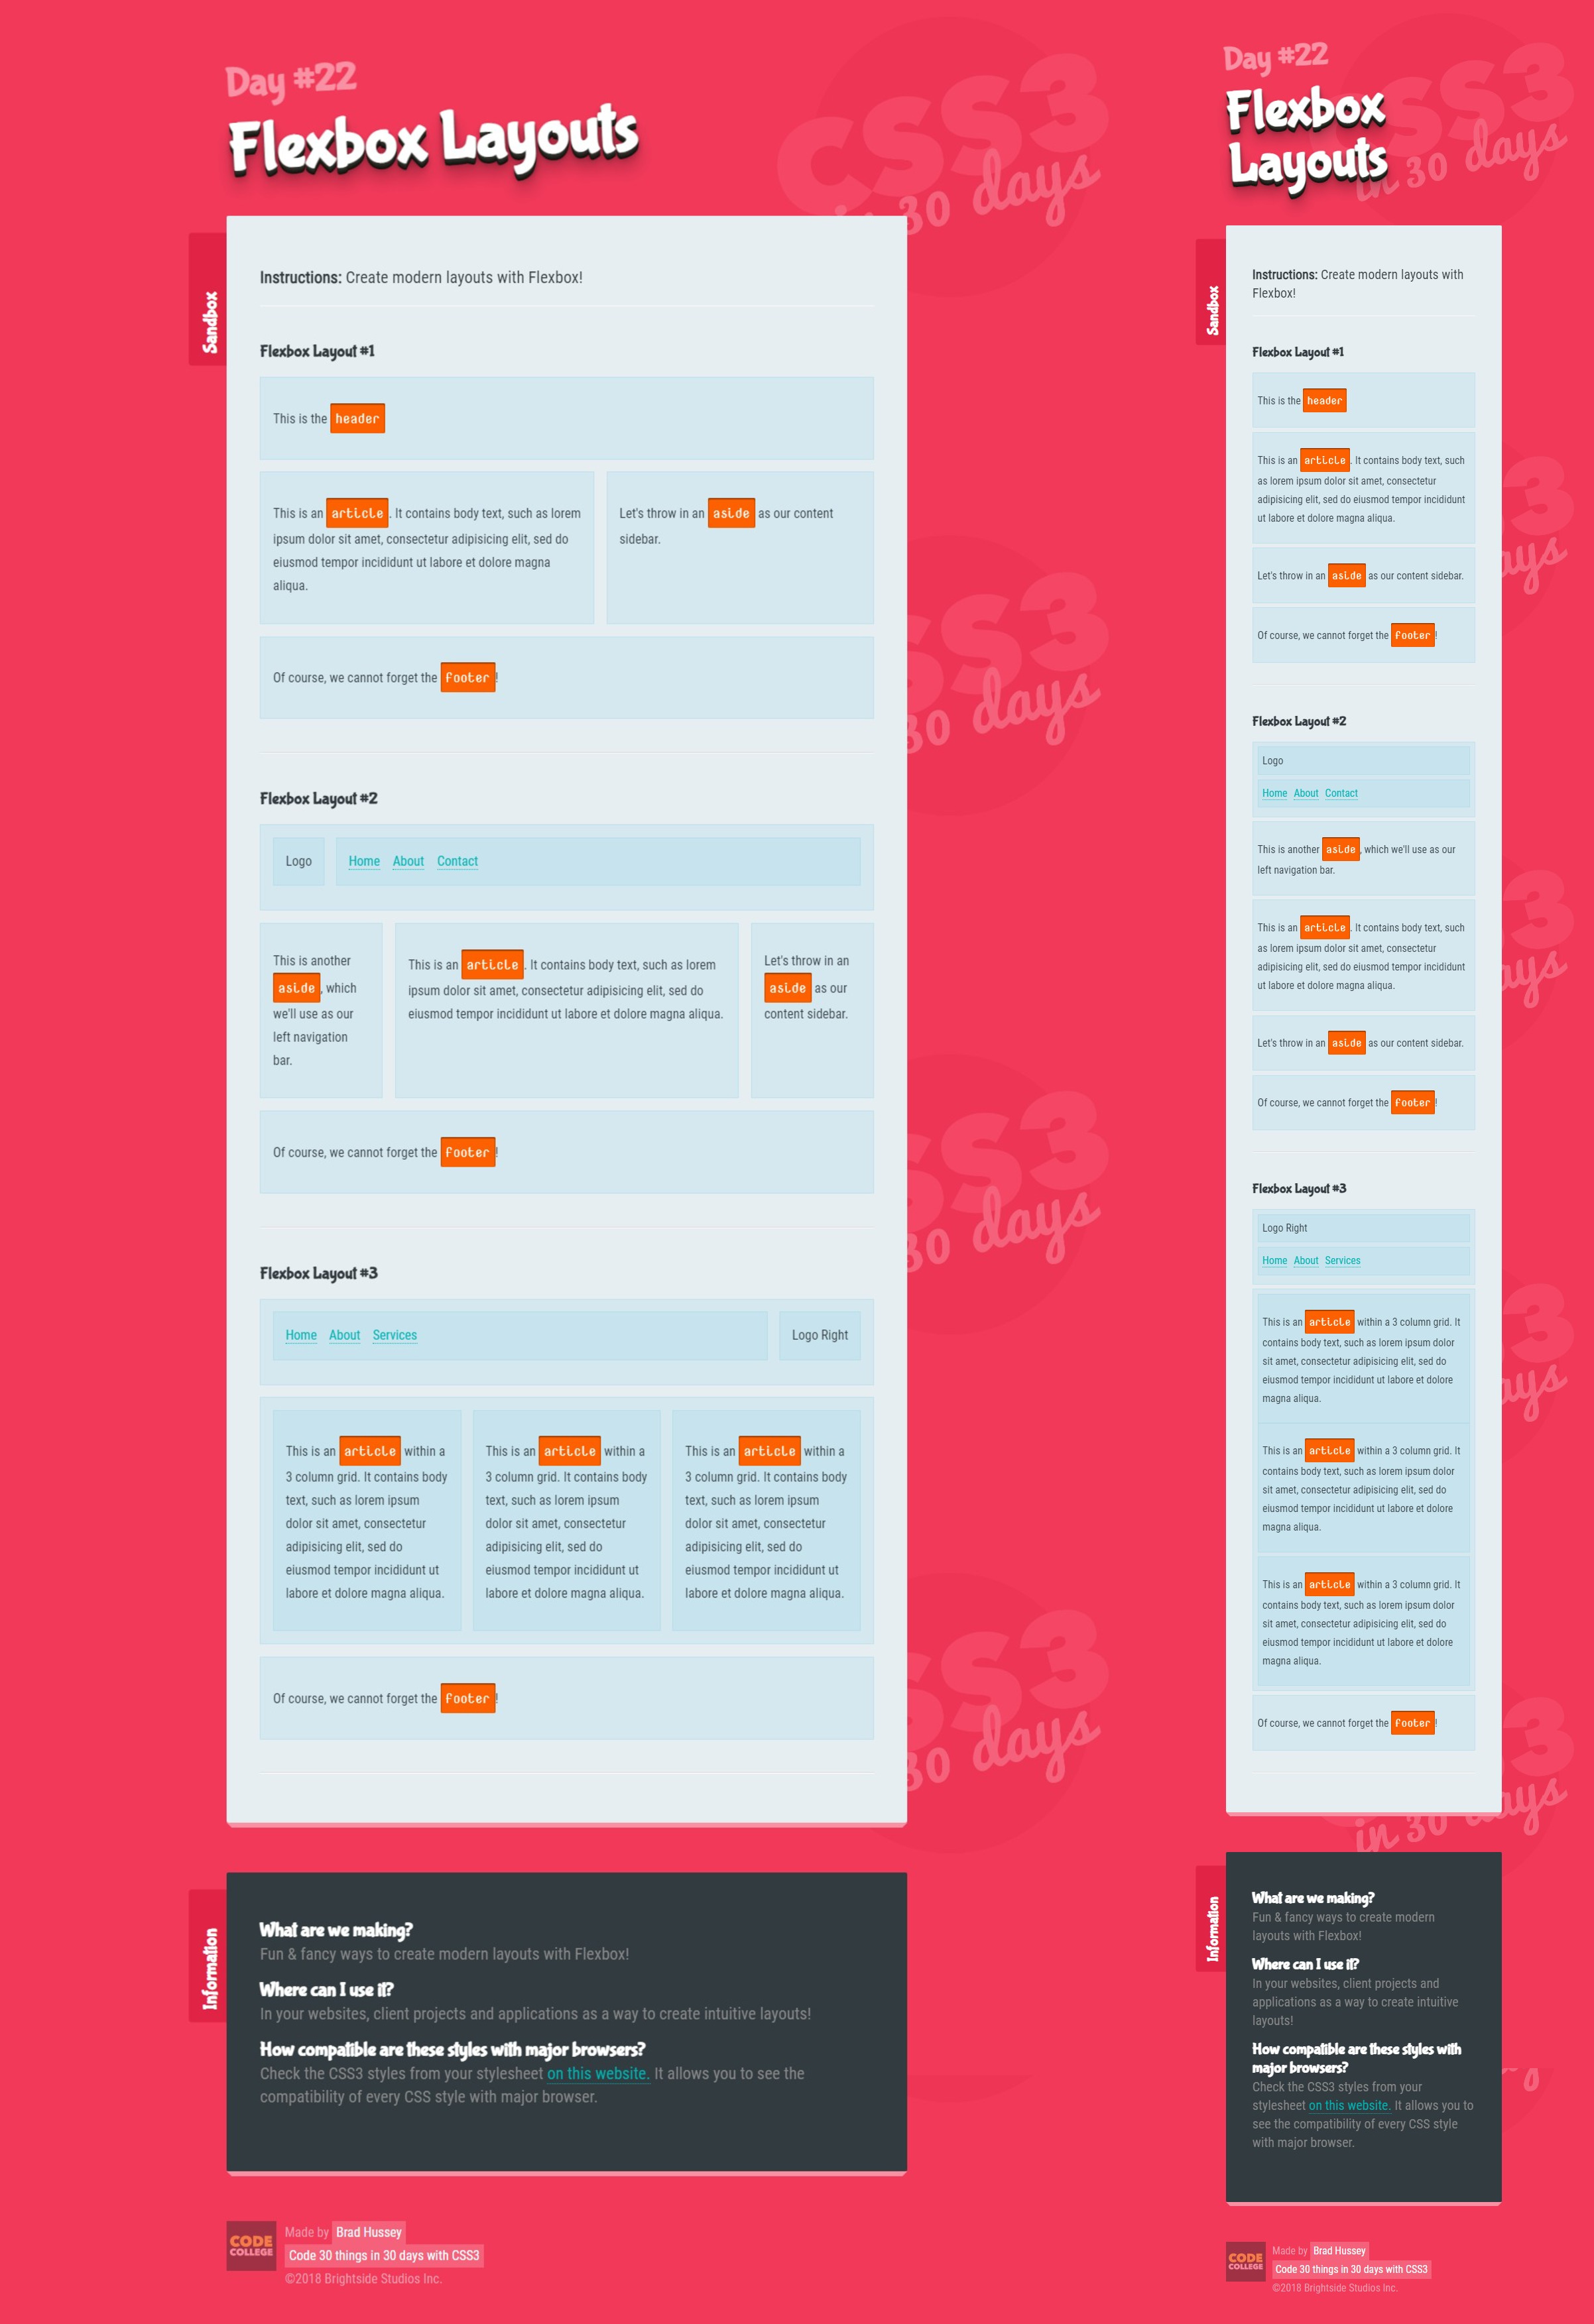 Day #22
Flexbox Layouts
CSS3
in 30 days
Sandbox
Instructions: Create modern layouts with Flexbox!
Flexbox Layout #1
This is the header
This is an article. It contains body text, such as lorem
ipsum dolor sit amet, consectetur adipisicing elit, sed do
eiusmod tempor incididunt ut labore et dolore magna
aliqua.
Let's throw in an aside as our content
sidebar.
Of course, we cannot forget the footer!
Flexbox Layout #2
Logo
Home About Contact
This is another
aside, which
we'll use as our
left navigation
bar.
This is an article. It contains body text, such as lorem
ipsum dolor sit amet, consectetur adipisicing elit, sed do
eiusmod tempor incididunt ut labore et dolore magna aliqua.
Let's throw in an
aside as our
content sidebar.
Of course, we cannot forget the footer!
Flexbox Layout #3
Home About Services
Logo Right
This is an article within a
3 column grid. It contains body
text, such as lorem ipsum
dolor sit amet, consectetur
adipisicing elit, sed do
eiusmod tempor incididunt ut
labore et dolore magna aliqua.
This is an article within a
3 column grid. It contains body
text, such as lorem ipsum
dolor sit amet, consectetur
adipisicing elit, sed do
eiusmod tempor incididunt ut
labore et dolore magna aliqua.
This is an article within a
3 column grid. It contains body
text, such as lorem ipsum
dolor sit amet, consectetur
adipisicing elit, sed do
eiusmod tempor incididunt ut
labore et dolore magna aliqua.
Of course, we cannot forget the footer!
Information
What are we making?
Fun & fancy ways to create modern layouts with Flexbox!
Where can I use it?
In your websites, client projects and applications as a way to create intuitive layouts!
How compatible are these styles with major browsers?
Check the CSS3 styles from your stylesheet on this website. It allows you to see the
compatibility of every CSS style with major browser.
CODE
COLLEGE
Made by Brad Hussey
Code 30 things in 30 days with CSS3
©2018 Brightside Studios Inc.
Day #22
Flexbox
Layouts
CSS3
in 30 days
Sandbox
Instructions: Create modern layouts with
Flexbox!
Flexbox Layout #1
This is the header
This is an article. It contains body text, such
as lorem ipsum dolor sit amet, consectetur
adipisicing elit, sed do eiusmod tempor incididunt
ut labore et dolore magna aliqua.
Let's throw in an aside as our content sidebar.
Of course, we cannot forget the footer!
Flexbox Layout #2
Logo
Home About Contact
This is another aside, which we'll use as our
left navigation bar.
This is an article. It contains body text, such
as lorem ipsum dolor sit amet, consectetur
adipisicing elit, sed do eiusmod tempor incididunt
ut labore et dolore magna aliqua.
Let's throw in an aside as our content sidebar.
Of course, we cannot forget the footer!
Flexbox Layout #3
Logo Right
Home About Services
This is an article within a 3 column grid. It
contains body text, such as lorem ipsum dolor
sit amet, consectetur adipisicing elit, sed do
eiusmod tempor incididunt ut labore et dolore
magna aliqua.
This is an article within a 3 column grid. It
contains body text, such as lorem ipsum dolor
sit amet, consectetur adipisicing elit, sed do
eiusmod tempor incididunt ut labore et dolore
magna aliqua.
This is an article within a 3 column grid. It
contains body text, such as lorem ipsum dolor
sit amet, consectetur adipisicing elit, sed do
eiusmod tempor incididunt ut labore et dolore
magna aliqua.
Of course, we cannot forget the footer!
in 30 days
Information
What are we making?
Fun & fancy ways to create modern
layouts with Flexbox!
Where can I use it?
In your websites, client projects and
applications as a way to create intuitive
layouts!
How compatible are these styles with
major browsers?
Check the CSS3 styles from your
stylesheet on this website. It allows you to
see the compatibility of every CSS style
with major browser.
CODE
COLLEGE
Made by Brad Hussey
Code 30 things in 30 days with CSS3
©2018 Brightside Studios Inc.